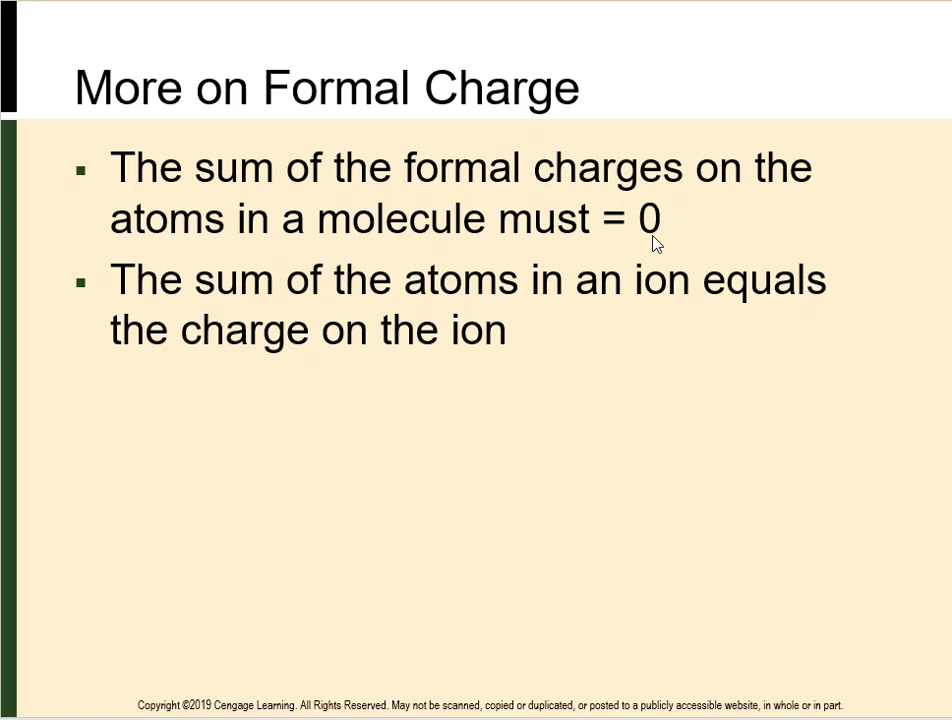 More on Formal Charge
▪ The sum of the formal charges on the
atoms in a molecule must = 0
▪ The sum of the atoms in an ion equals
the charge on the ion
Copyright ©2019 Cengage Learning. All Rights Reserved. May not be scanned, copied or duplicated, or posted to a publicly accessible website, in whole or in part.